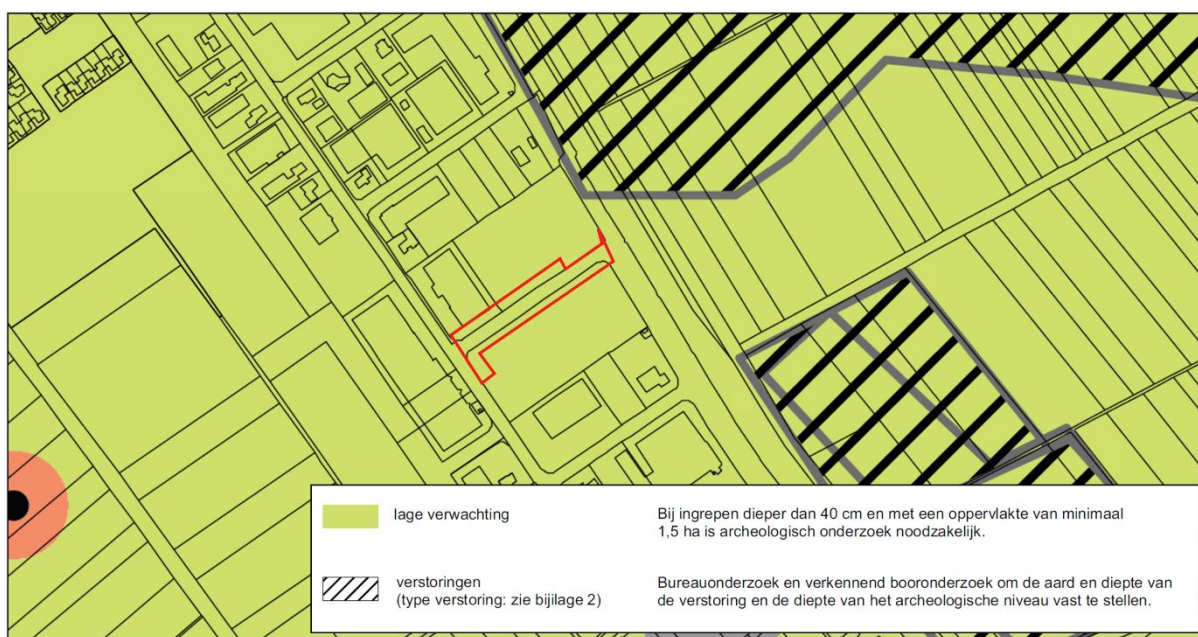 lage verwachting
Bij ingrepen dieper dan 40 cm en met een oppervlakte van minimaal
1,5 ha is archeologisch onderzoek noodzakelijk.
verstoringen
(type verstoring: zie bijlage 2)
Bureauonderzoek en verkennend booronderzoek om de aard en diepte van
de verstoring en de diepte van het archeologische niveau vast te stellen.